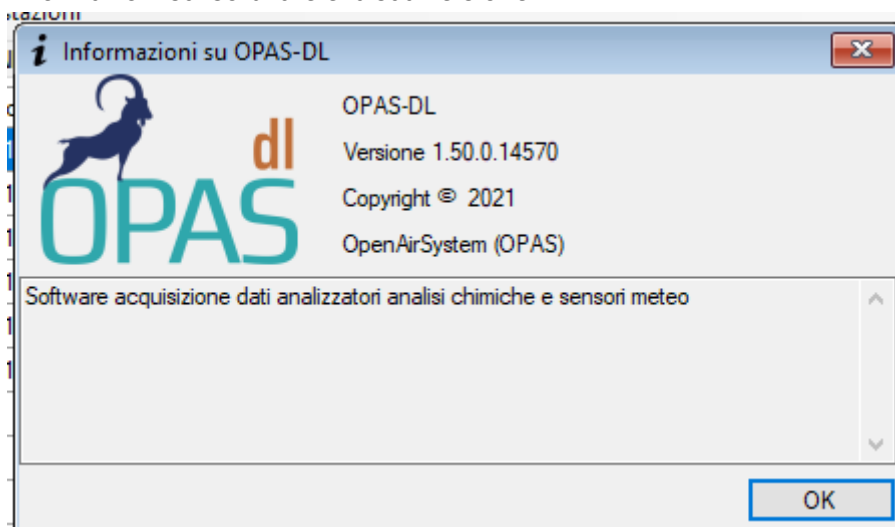 stazioni
Informazioni su OPAS-DL
dl
OPAS
OPAS-DL
Versione 1.50.0.14570
Copyright © 2021
OpenAirSystem (OPAS)
Software acquisizione dati analizzatori analisi chimiche e sensori meteo
OK